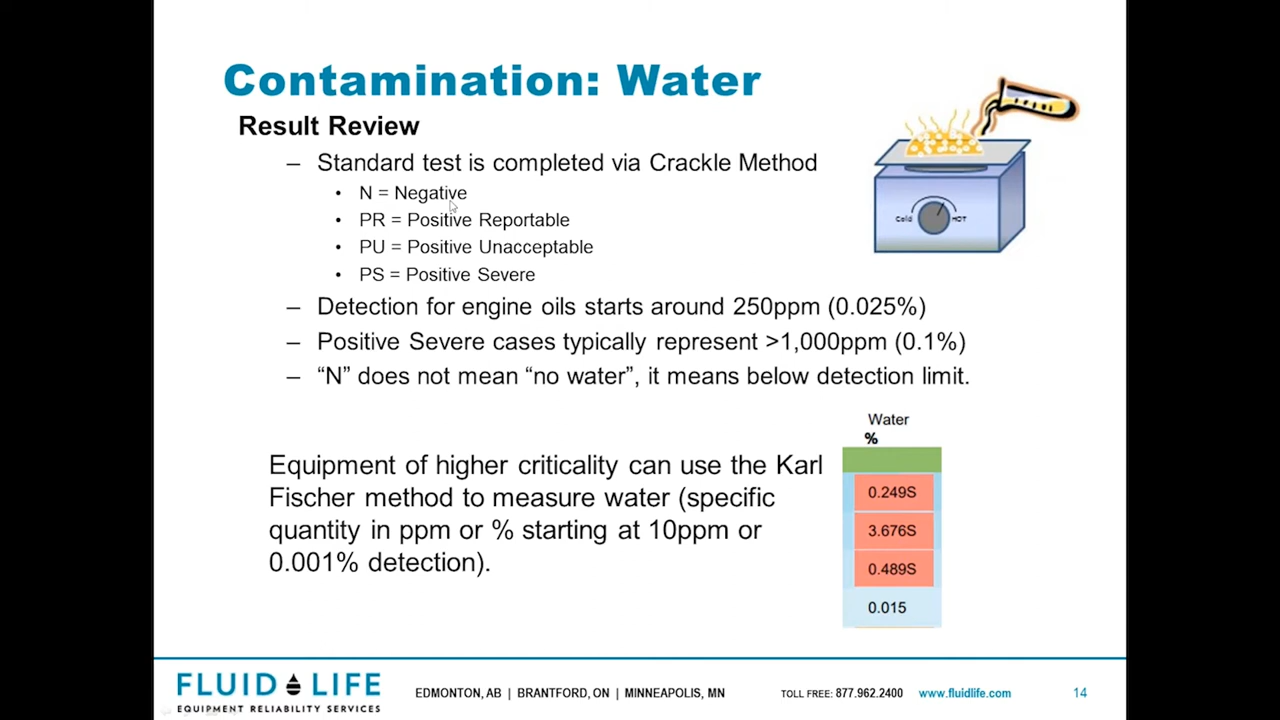 Contamination: Water
Result Review
– Standard test is completed via Crackle Method
• N = Negative
• PR = Positive Reportable
• PU = Positive Unacceptable
• PS = Positive Severe
– Detection for engine oils starts around 250ppm (0.025%)
– Positive Severe cases typically represent >1,000ppm (0.1%)
– “N” does not mean “no water”, it means below detection limit.
Cold HOT
Equipment of higher criticality can use the Karl
Fischer method to measure water (specific
quantity in ppm or % starting at 10ppm or
0.001% detection).
Water
%
0.249S
3.676S
0.489S
0.015
FLUID LIFE
EQUIPMENT RELIABILITY SERVICES
EDMONTON, AB | BRANTFORD, ON | MINNEAPOLIS, MN
TOLL FREE: 877.962.2400
www.fluidlife.com
14